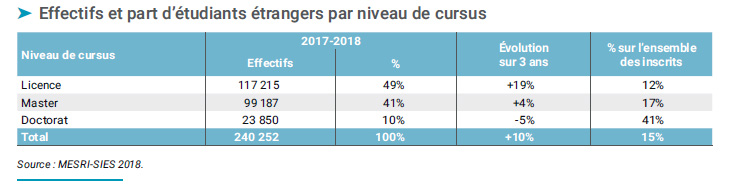 ➤ Effectifs et part d’étudiants étrangers par niveau de cursus
Niveau de cursus 2017-2018 Évolution sur 3 ans % sur l’ensemble des inscrits
Effectifs %
Licence 117 215 49% +19% 12%
Master 99 187 41% +4% 17%
Doctorat 23 850 10% -5% 41%
Total 240 252 100% +10% 15%
Source : MESRI-SIES 2018.